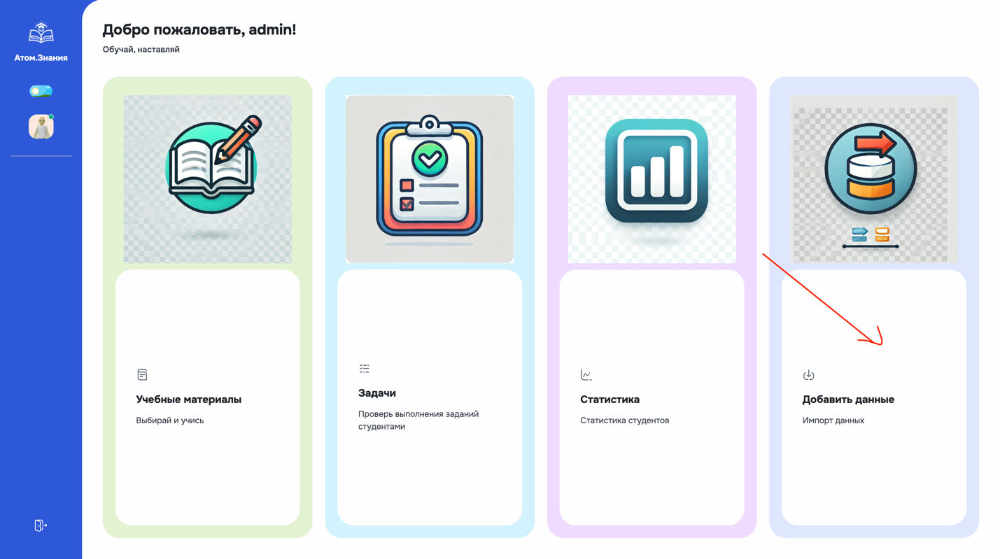 Атом.Знания
Добро пожаловать, admin!
Обучай, наставляй
Учебные материалы
Выбирай и учись
Задачи
Проверь выполнения заданий
студентами
Статистика
Статистика студентов
Добавить данные
Импорт данных